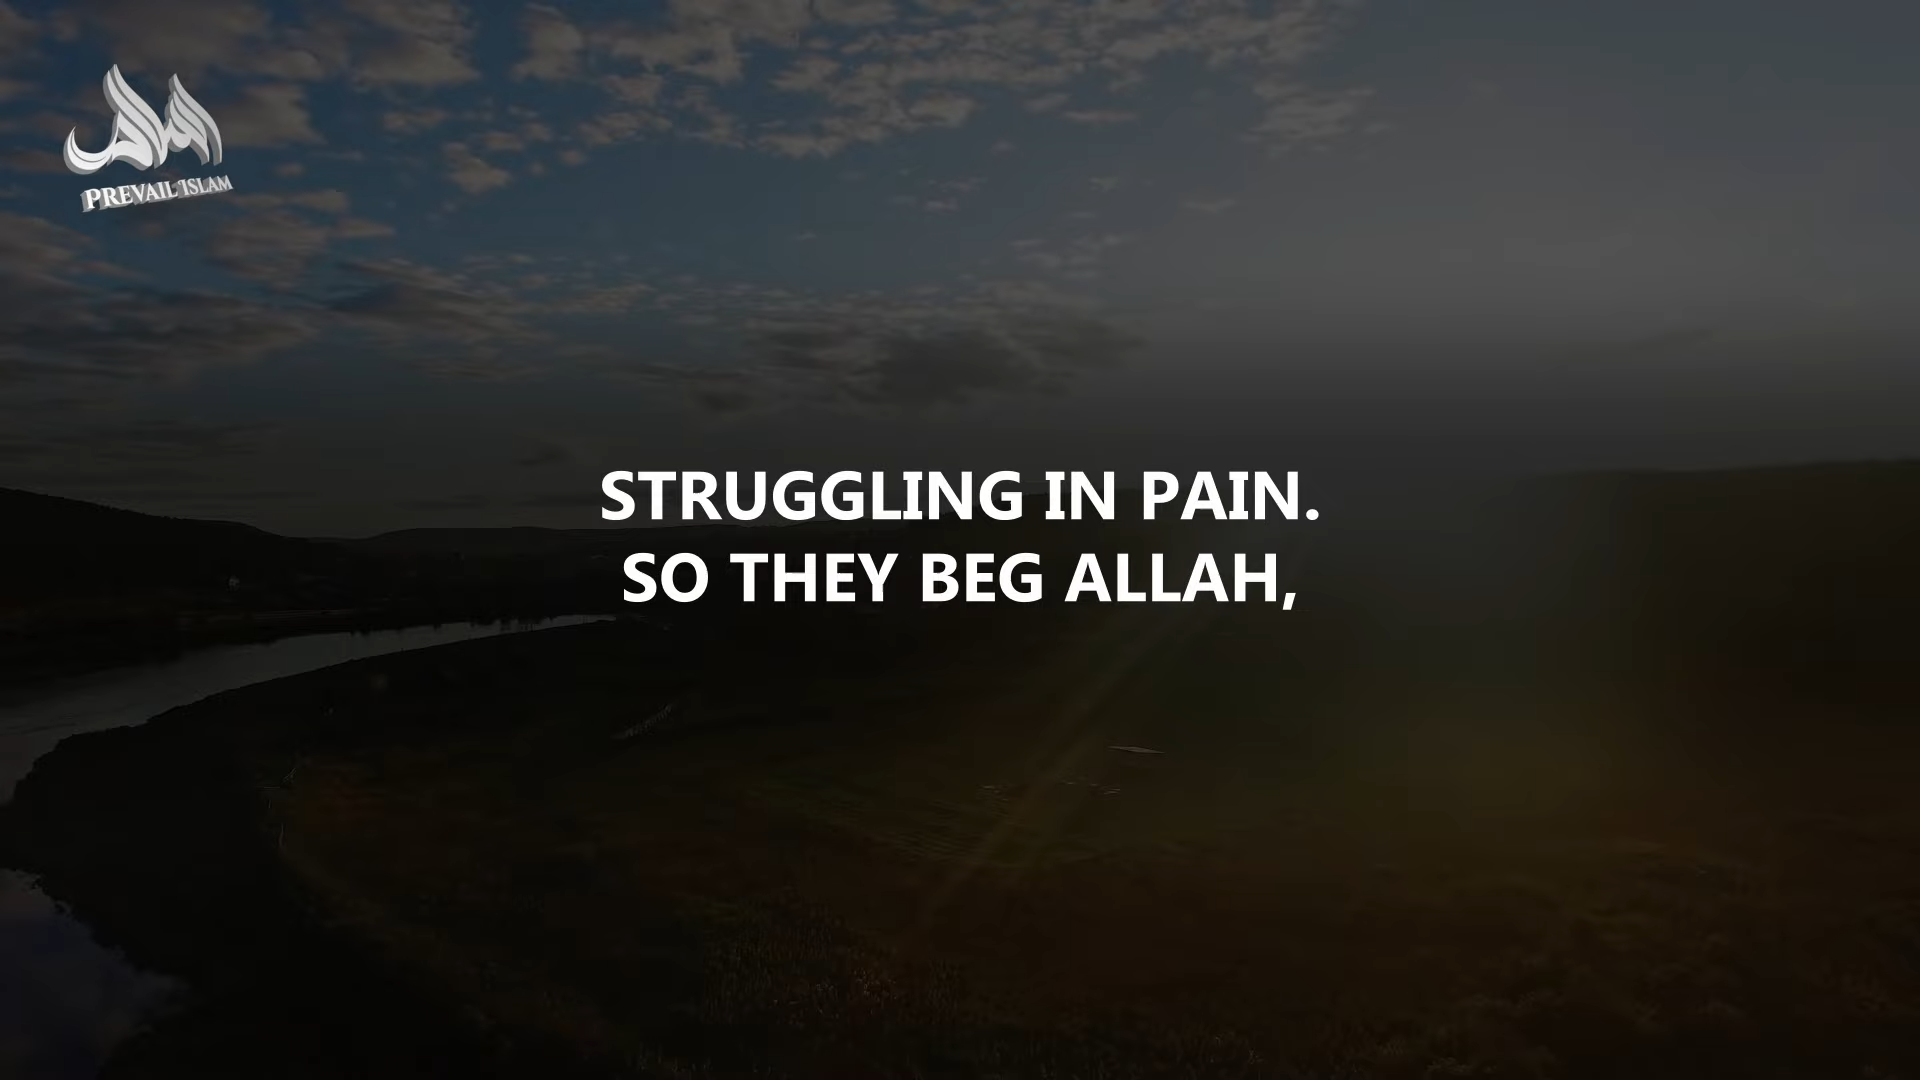 PREVAIL ISLAM
STRUGGLING IN PAIN.
SO THEY BEG ALLAH,